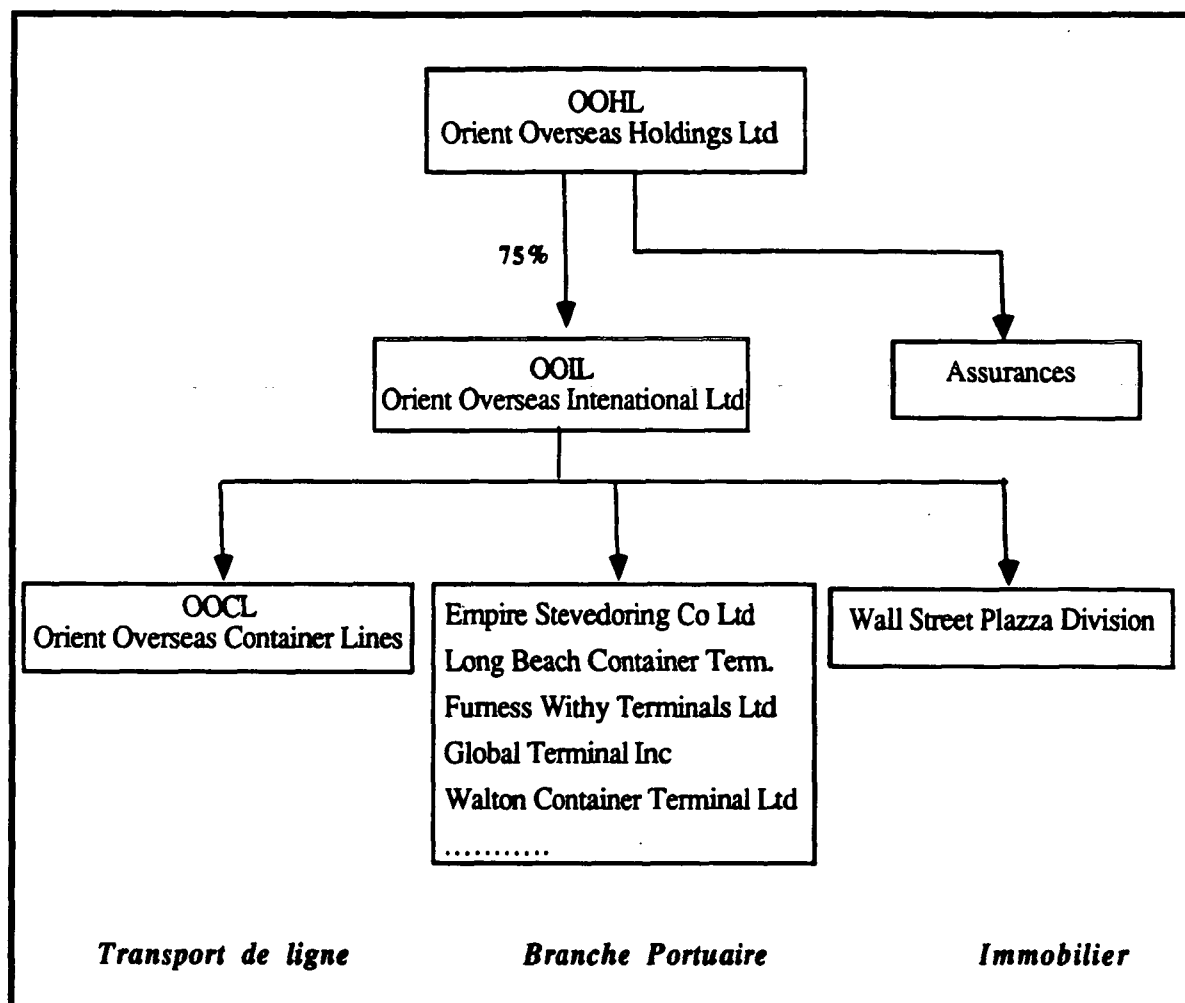 OOHL
Orient Overseas Holdings Ltd
75%
OOIL
Orient Overseas Intenational Ltd
Assurances
OOCL
Orient Overseas Container Lines
Empire Stevedoring Co Ltd
Long Beach Container Term.
Furness Withy Terminals Ltd
Global Terminal Inc
Walton Container Terminal Ltd
...........
Wall Street Plazza Division
Transport de ligne
Branche Portuaire
Immobilier